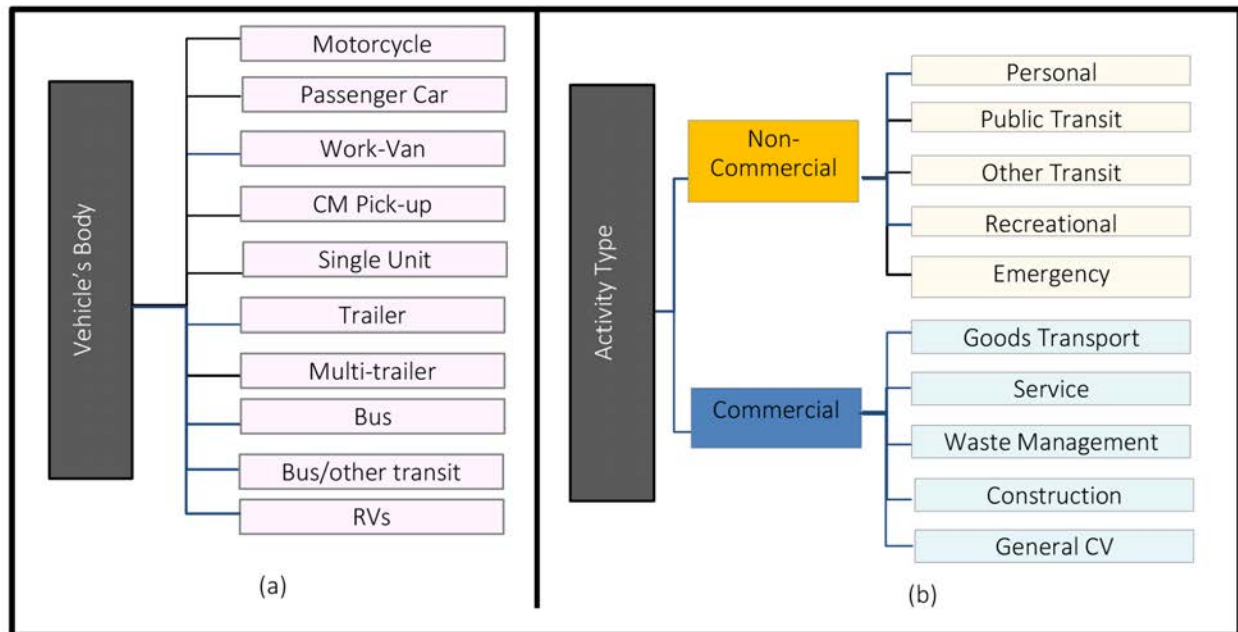 Vehicle's Body
Motorcycle
Passenger Car
Work-Van
CM Pick-up
Single Unit
Trailer
Multi-trailer
Bus
Bus/other transit
RVs
(a)
Activity Type
Non-
Commercial
Personal
Public Transit
Other Transit
Recreational
Emergency
Commercial
Goods Transport
Service
Waste Management
Construction
General CV
(b)